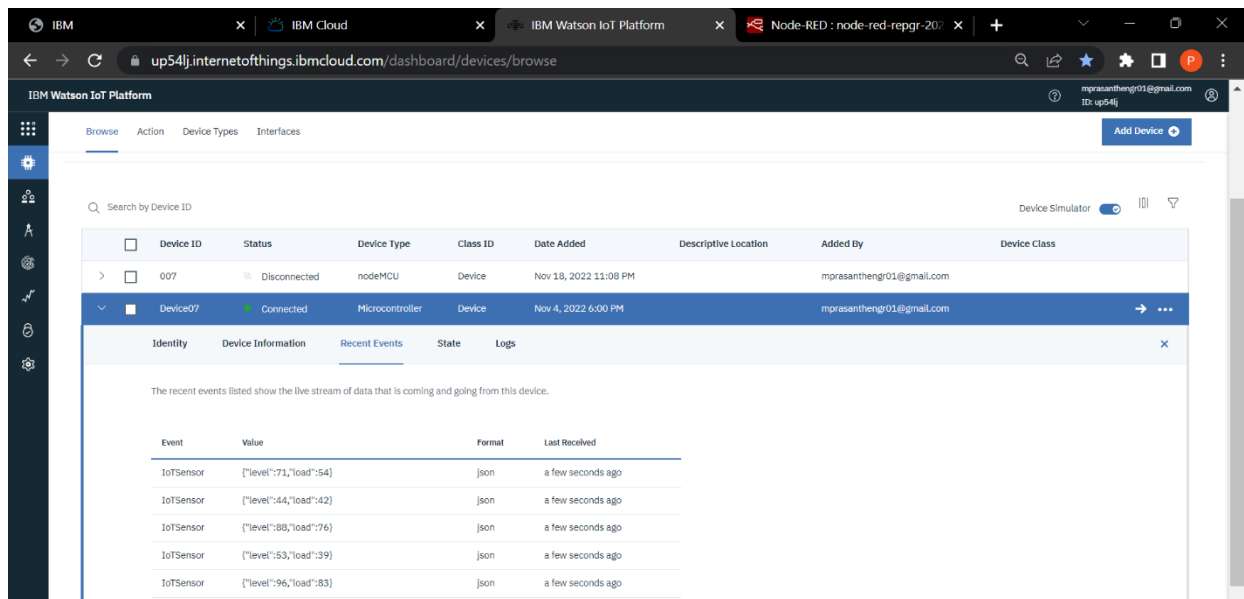 IBM IBM Cloud IBM Watson IoT Platform Node-RED : node-red-repgr-202
up54lj.internetofthings.ibmcloud.com/dashboard/devices/browse P
IBM Watson IoT Platform mprasanthengr01@gmail.com
ID: up54lj
Browse Action Device Types Interfaces Add Device
Search by Device ID Device Simulator
Device ID Status Device Type Class ID Date Added Descriptive Location Added By Device Class
007 Disconnected nodeMCU Device Nov 18, 2022 11:08 PM mprasanthengr01@gmail.com
Device07 Connected Microcontroller Device Nov 4, 2022 6:00 PM mprasanthengr01@gmail.com
Identity Device Information Recent Events State Logs
The recent events listed show the live stream of data that is coming and going from this device.
Event Value Format Last Received
IoTSensor {"level":71,"load":54} json a few seconds ago
IoTSensor {"level":44,"load":42} json a few seconds ago
IoTSensor {"level":88,"load":76} json a few seconds ago
IoTSensor {"level":53,"load":39} json a few seconds ago
IoTSensor {"level":96,"load":83} json a few seconds ago